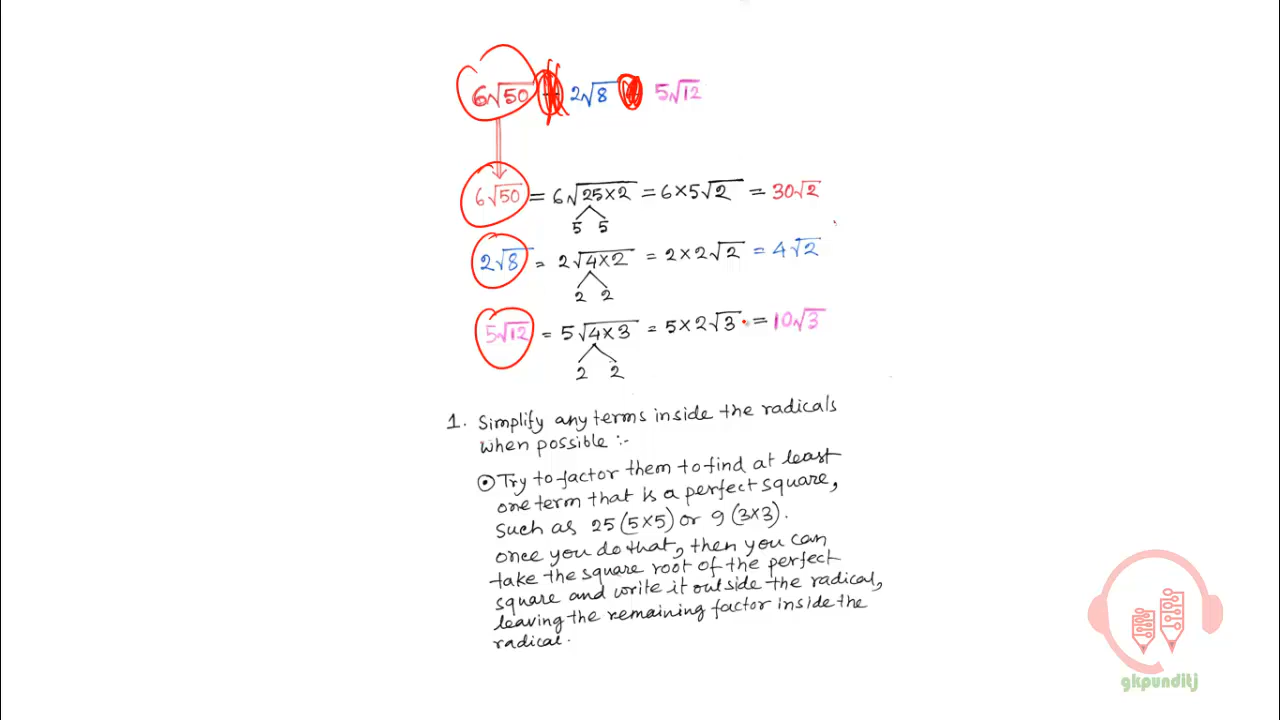 6√50 2√8 5√12
6√50 = 6√25×2 = 6×5√2 = 30√2
5 5
2√8 = 2√4×2 = 2×2√2 = 4√2
2 2
5√12 = 5√4×3 = 5×2√3 = 10√3
2 2
1. Simplify any terms inside the radicals
when possible :-
⊙ Try to factor them to find at least
one term that is a perfect square,
such as 25 (5×5) or 9 (3×3).
once you do that, then you can
take the square root of the perfect
square and write it outside the radical,
leaving the remaining factor inside the
radical.
gkpunditj